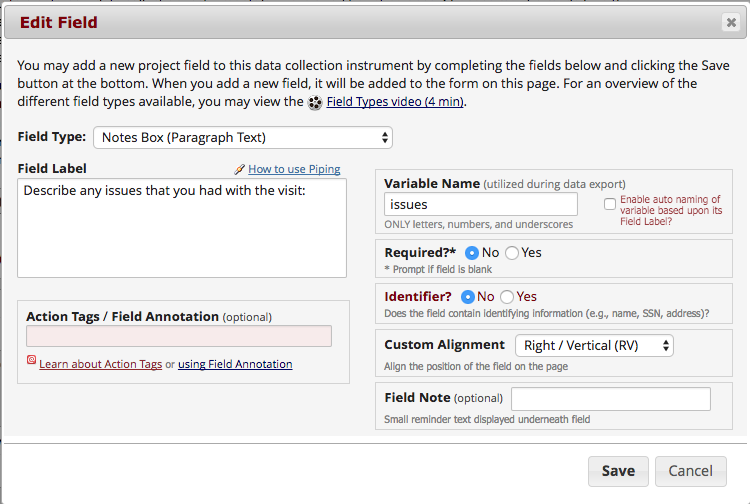 Edit Field
You may add a new project field to this data collection instrument by completing the fields below and clicking the Save
button at the bottom. When you add a new field, it will be added to the form on this page. For an overview of the
different field types available, you may view the Field Types video (4 min).
Field Type: Notes Box (Paragraph Text)
Field Label How to use Piping
Describe any issues that you had with the visit:
Action Tags / Field Annotation (optional)
Learn about Action Tags or using Field Annotation
Variable Name (utilized during data export)
issues
ONLY letters, numbers, and underscores
Enable auto naming of
variable based upon its
Field Label?
Required?* No Yes
* Prompt if field is blank
Identifier? No Yes
Does the field contain identifying information (e.g., name, SSN, address)?
Custom Alignment Right / Vertical (RV)
Align the position of the field on the page
Field Note (optional)
Small reminder text displayed underneath field
Save Cancel